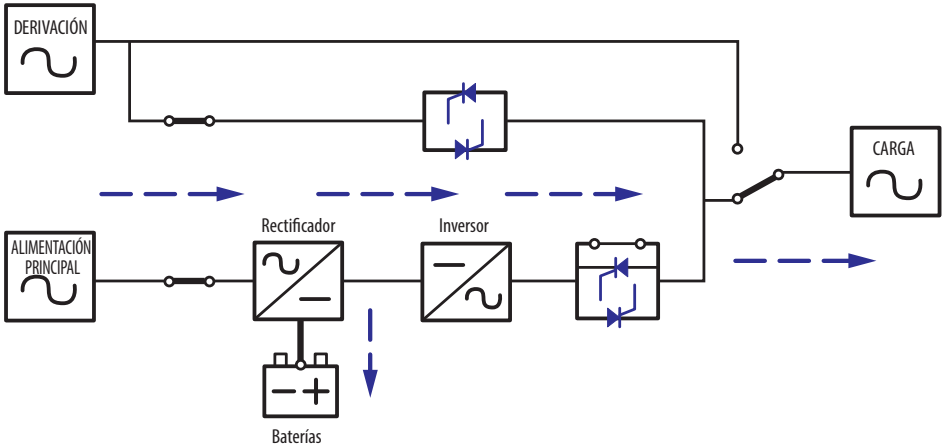 DERIVACIÓN
CARGA
Rectificador
Inversor
ALIMENTACIÓN
PRINCIPAL
Baterías